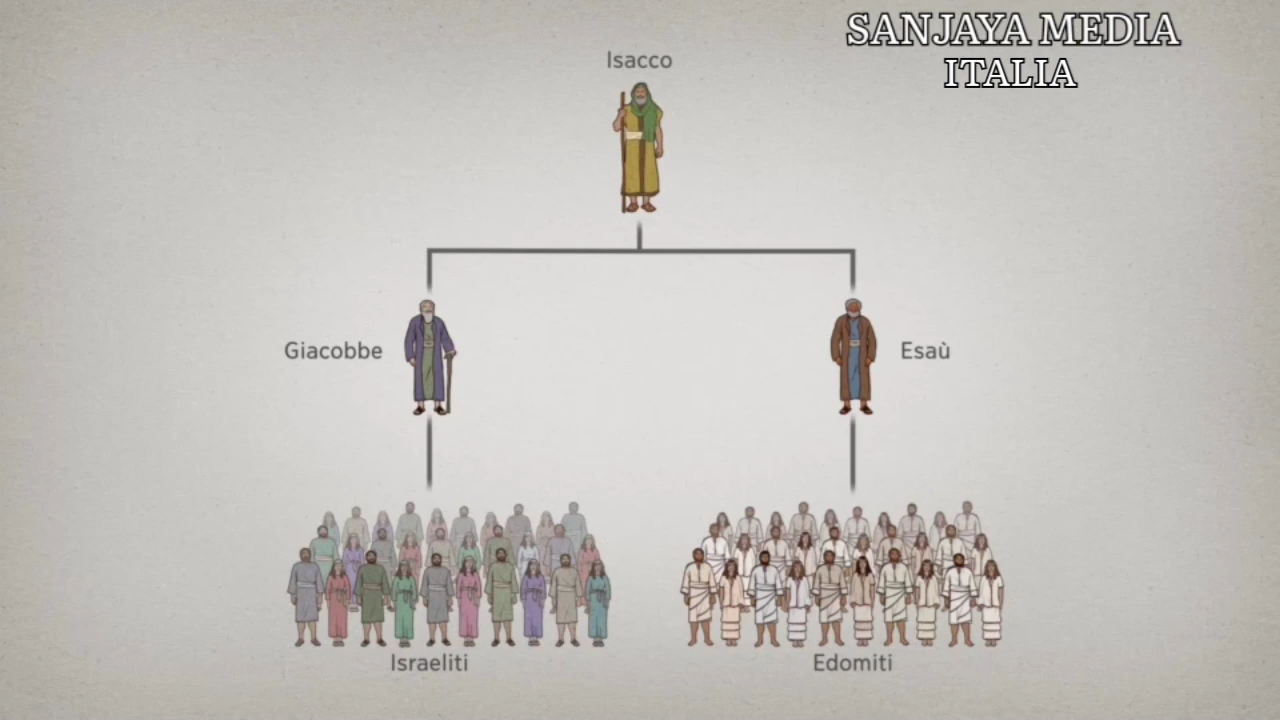 SANJAYA MEDIA
ITALIA
Isacco
Giacobbe
Esaù
Israeliti
Edomiti